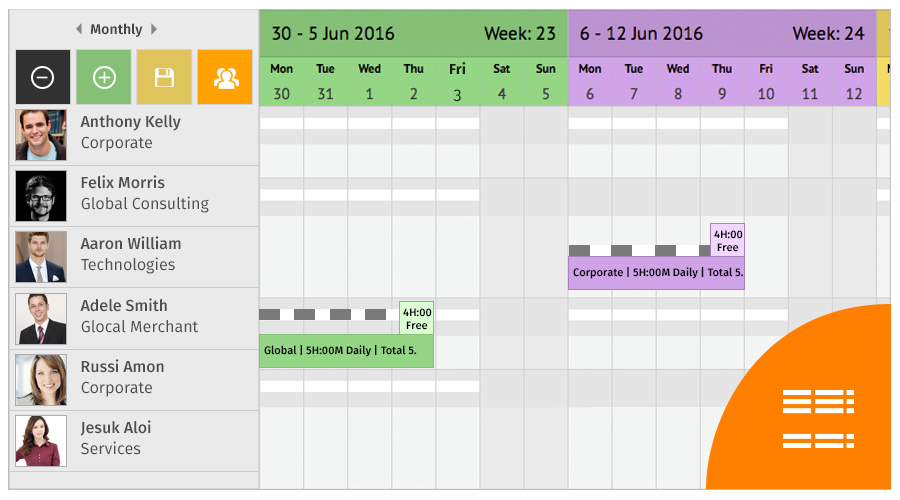 Monthly
30 - 5 Jun 2016 Week: 23
6 - 12 Jun 2016 Week: 24
Mon Tue Wed Thu Fri Sat Sun Mon Tue Wed Thu Fri Sat Sun
30 31 1 2 3 4 5 6 7 8 9 10 11 12
Anthony Kelly
Corporate
Felix Morris
Global Consulting
Aaron William
Technologies
4H:00
Free
Corporate | 5H:00M Daily | Total 5.
Adele Smith
Glocal Merchant
4H:00
Free
Global | 5H:00M Daily | Total 5.
Russi Amon
Corporate
Jesuk Aloi
Services